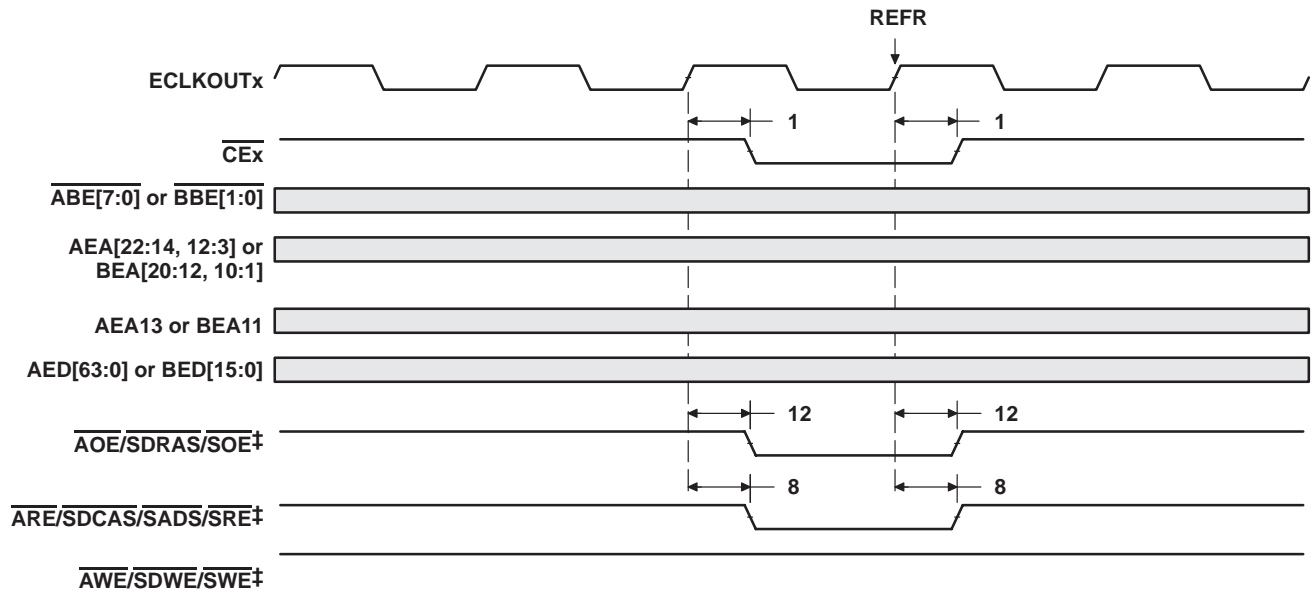 REFR
ECLKOUTx
1 1
CEx
ABE[7:0] or BBE[1:0]
AEA[22:14, 12:3] or
BEA[20:12, 10:1]
AEA13 or BEA11
AED[63:0] or BED[15:0]
12 12
AOE/SDRAS/SOE‡
8 8
ARE/SDCAS/SADS/SRE‡
AWE/SDWE/SWE‡